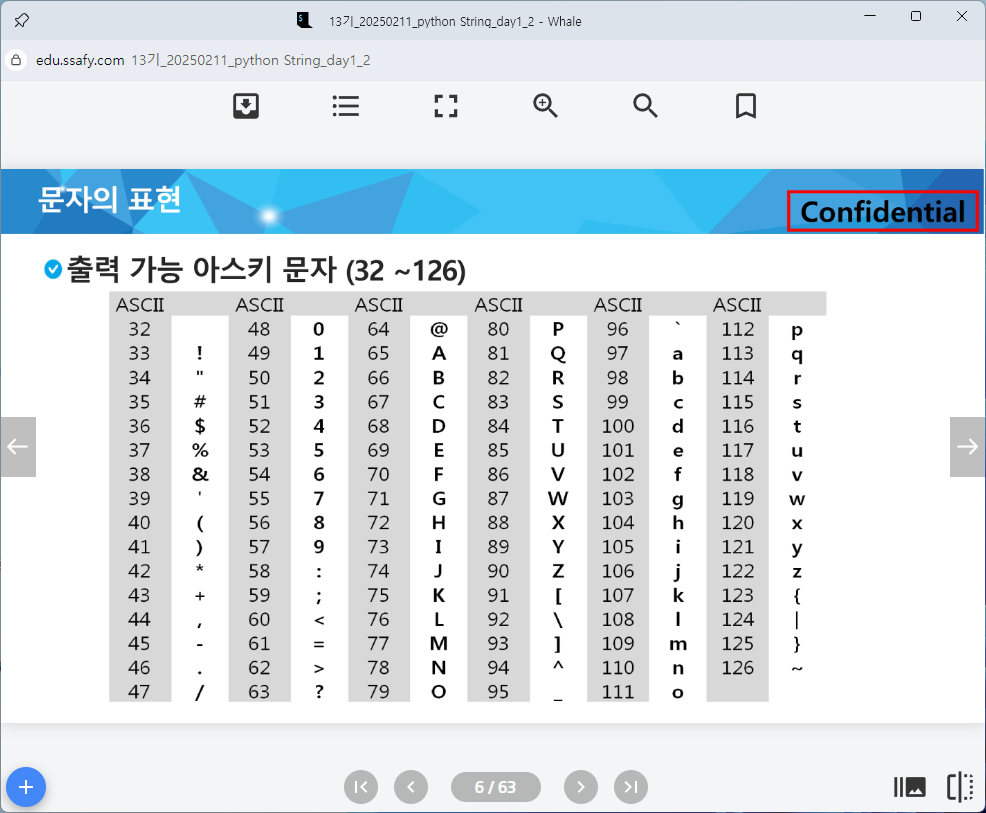 13기_20250211_python String_day1_2 - Whale
edu.ssafy.com 13기_20250211_python String_day1_2
문자의 표현
Confidential
출력 가능 아스키 문자 (32 ~126)
ASCII ASCII ASCII ASCII ASCII ASCII
32 48 0 64 @ 80 P 96 ` 112 p
33 ! 49 1 65 A 81 Q 97 a 113 q
34 " 50 2 66 B 82 R 98 b 114 r
35 # 51 3 67 C 83 S 99 c 115 s
36 $ 52 4 68 D 84 T 100 d 116 t
37 % 53 5 69 E 85 U 101 e 117 u
38 & 54 6 70 F 86 V 102 f 118 v
39 ' 55 7 71 G 87 W 103 g 119 w
40 ( 56 8 72 H 88 X 104 h 120 x
41 ) 57 9 73 I 89 Y 105 i 121 y
42 * 58 : 74 J 90 Z 106 j 122 z
43 + 59 ; 75 K 91 [ 107 k 123 {
44 , 60 < 76 L 92 \ 108 l 124 |
45 - 61 = 77 M 93 ] 109 m 125 }
46 . 62 > 78 N 94 ^ 110 n 126 ~
47 / 63 ? 79 O 95 _ 111 o
6 / 63